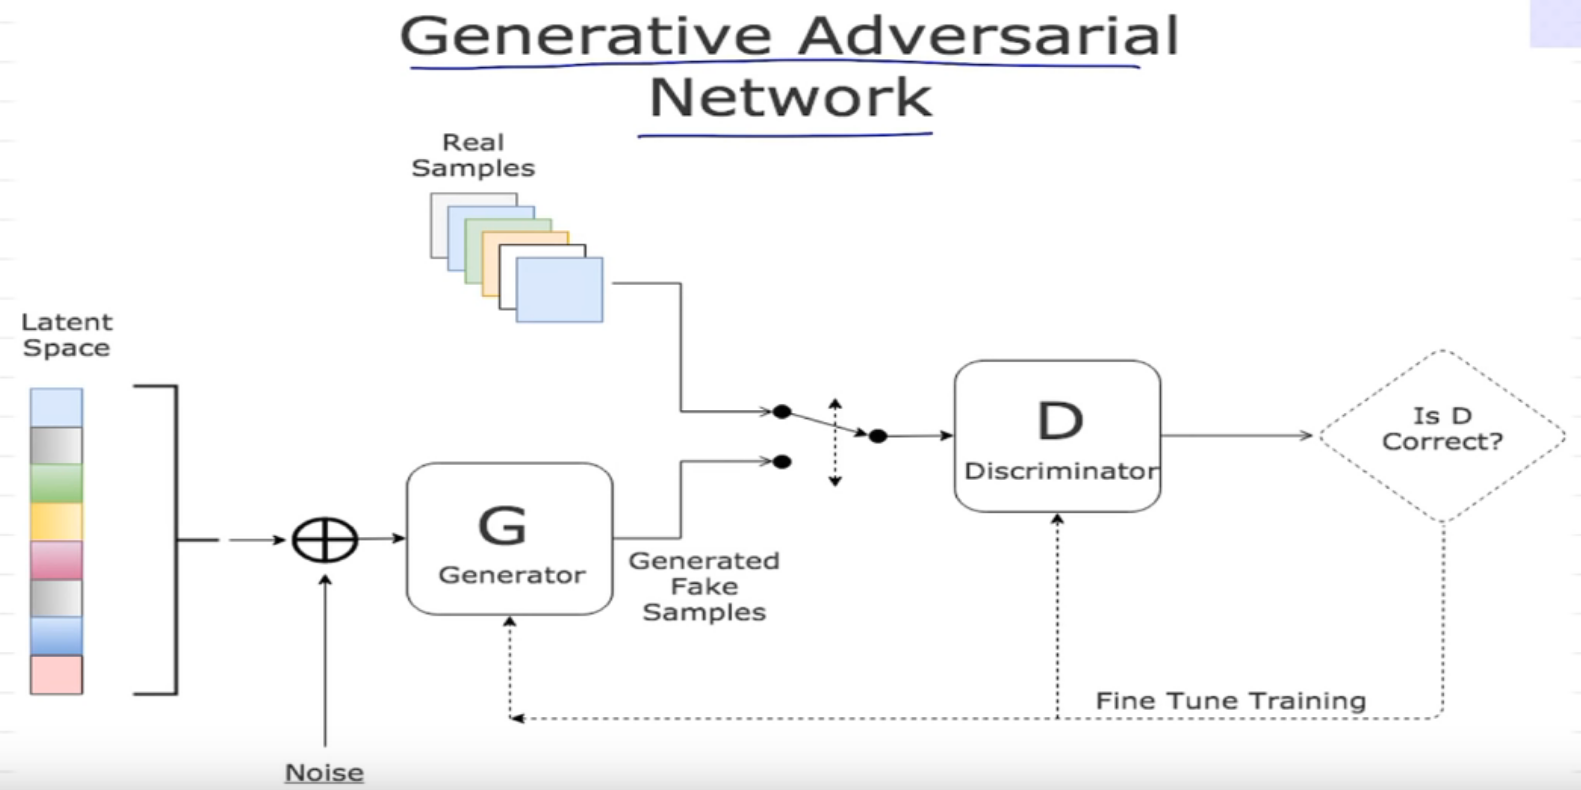 Generative Adversarial
Network
Real
Samples
Latent
Space
G
Generator
Generated
Fake
Samples
D
Discriminator
Is D
Correct?
Fine Tune Training
Noise